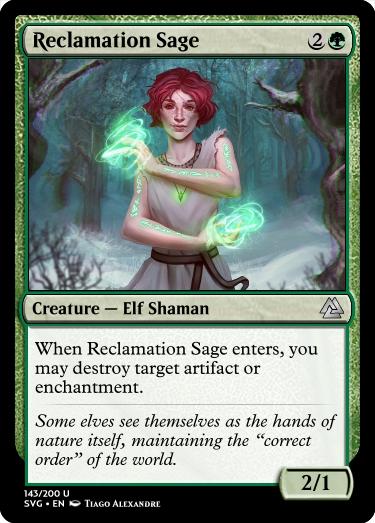 Reclamation Sage 2
Creature — Elf Shaman
When Reclamation Sage enters, you
may destroy target artifact or
enchantment.
Some elves see themselves as the hands of
nature itself, maintaining the “correct
order” of the world.
2/1
143/200 U
SVG • EN Tiago Alexandre